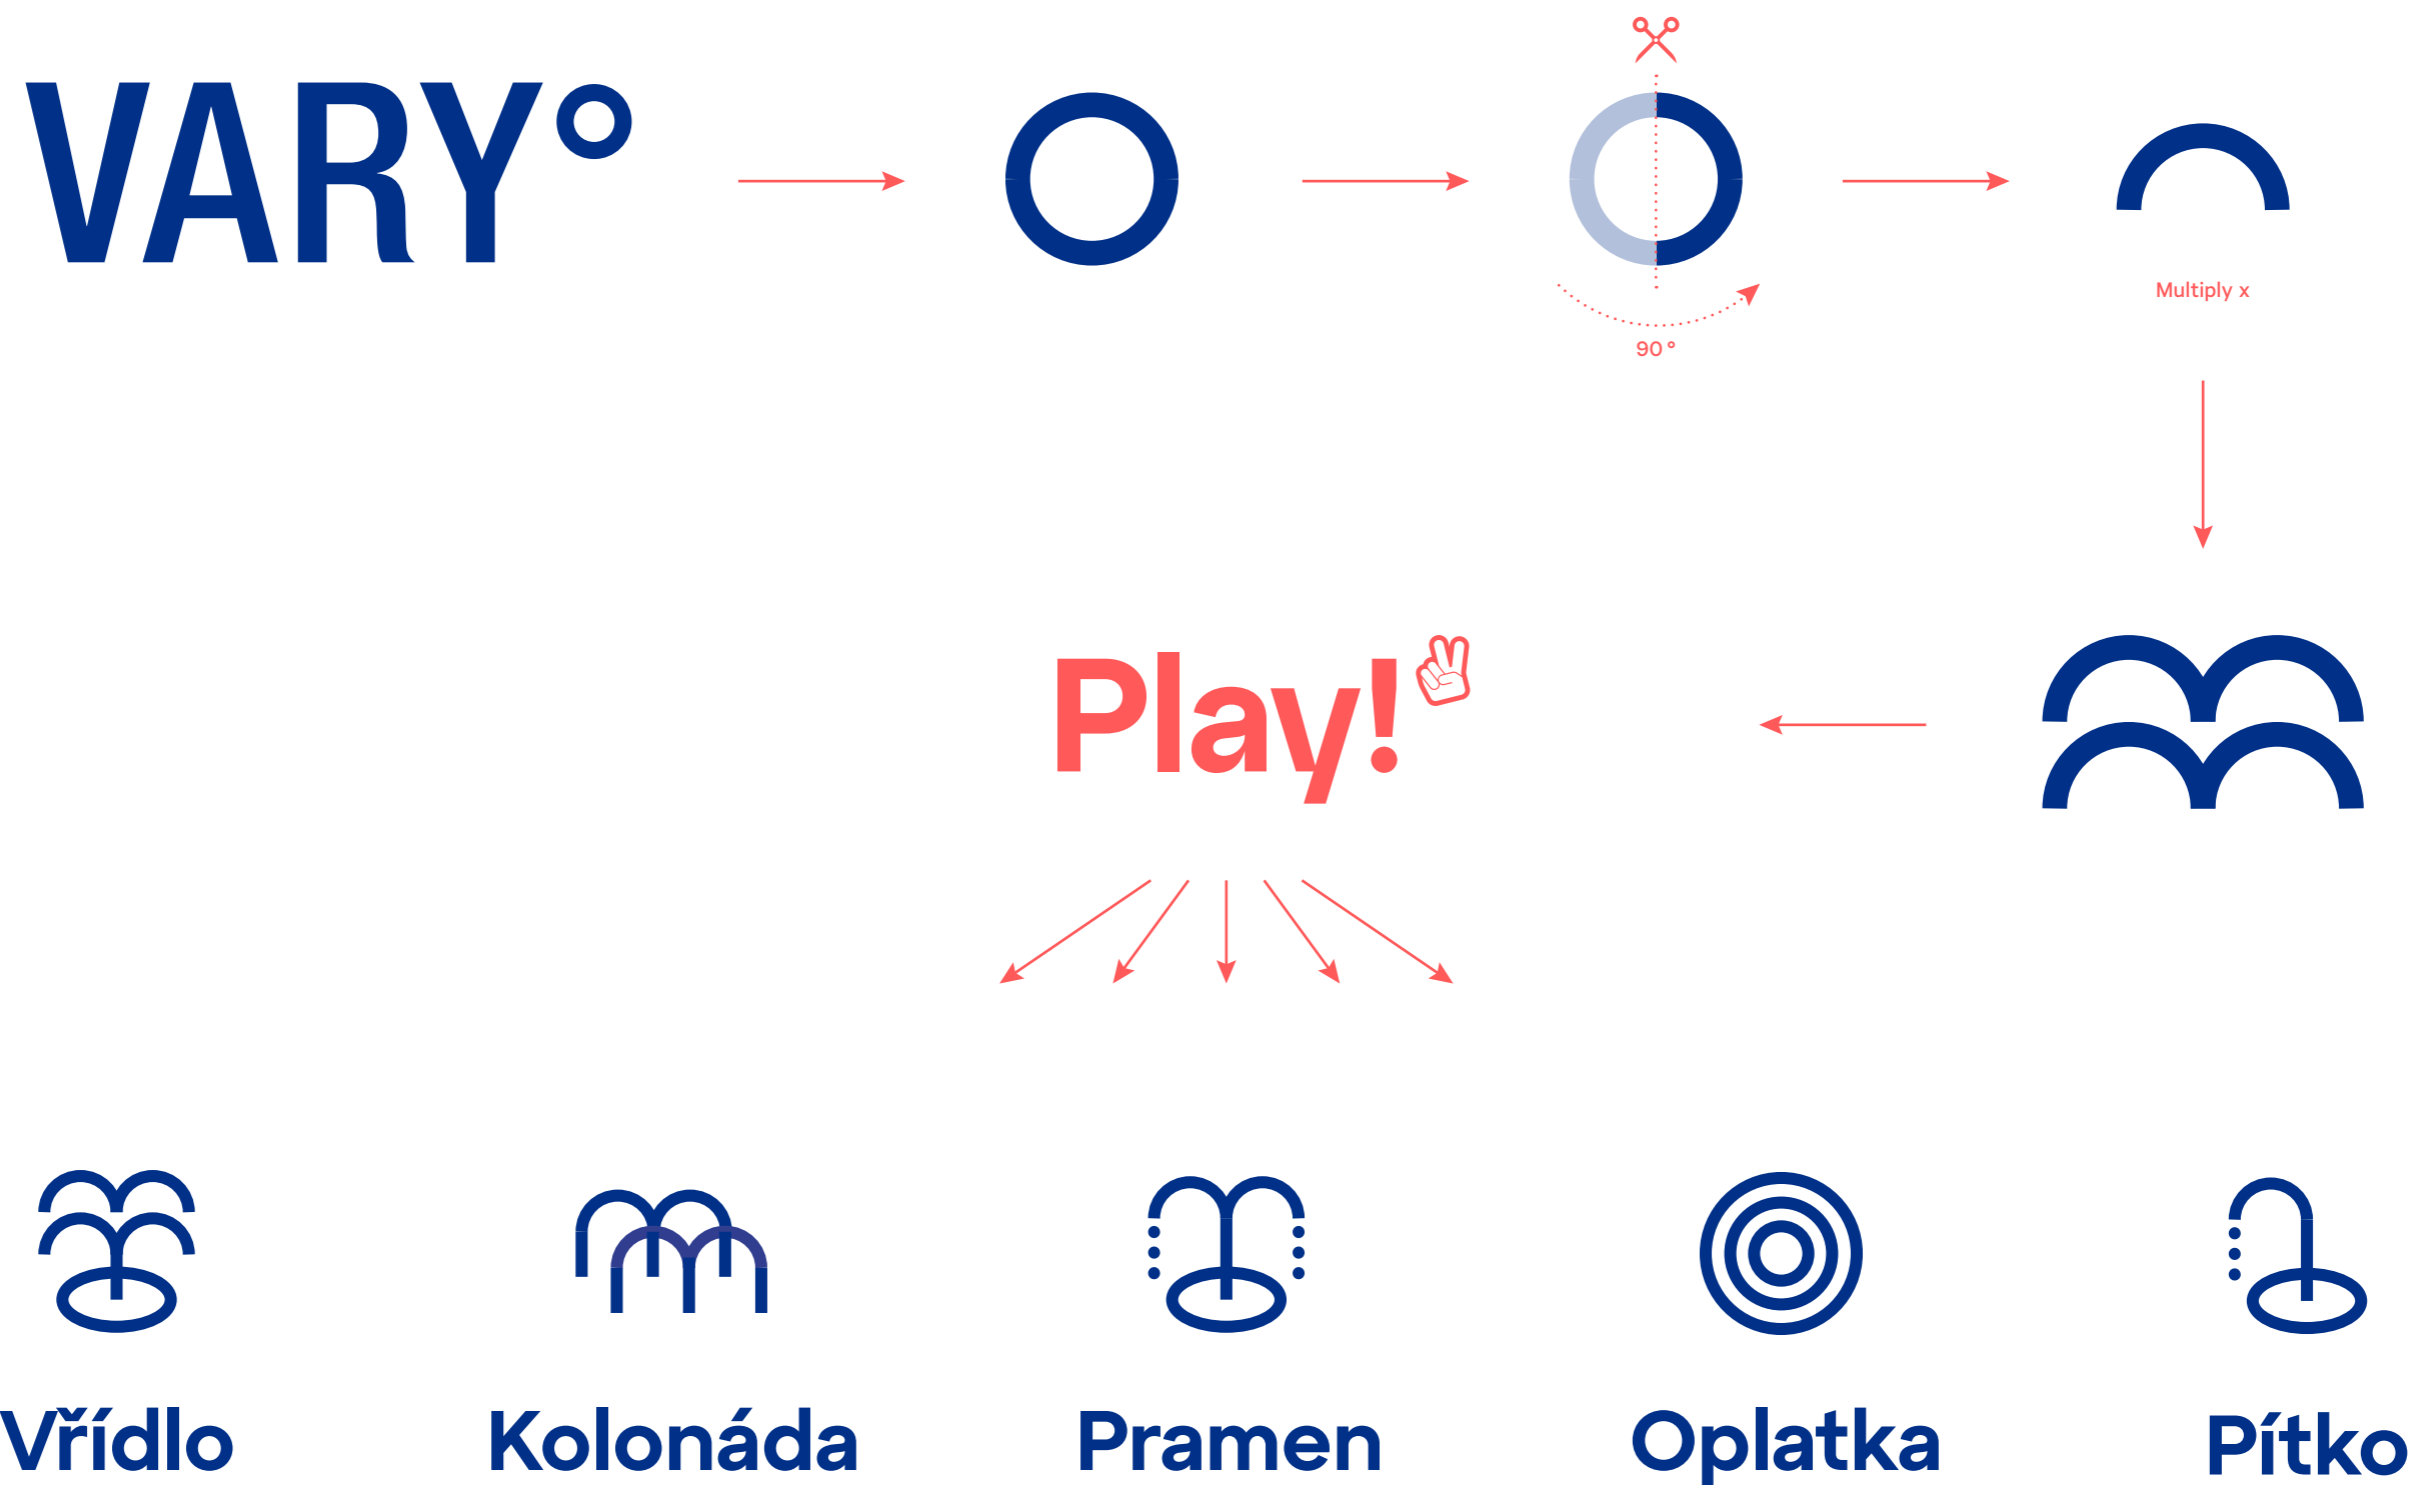 VARY°
90 °
Multiply x
Play!
Vřídlo
Kolonáda
Pramen
Oplatka
Pítko